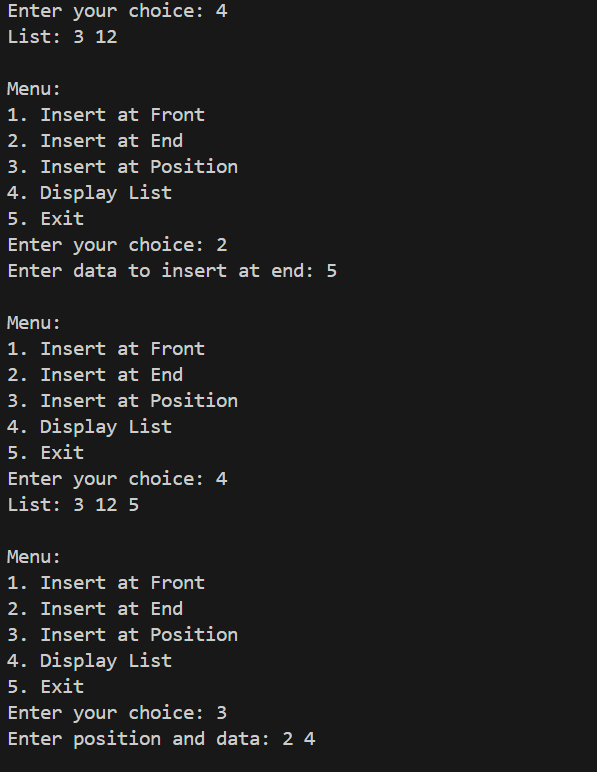 Enter your choice: 4
List: 3 12
Menu:
1. Insert at Front
2. Insert at End
3. Insert at Position
4. Display List
5. Exit
Enter your choice: 2
Enter data to insert at end: 5
Menu:
1. Insert at Front
2. Insert at End
3. Insert at Position
4. Display List
5. Exit
Enter your choice: 4
List: 3 12 5
Menu:
1. Insert at Front
2. Insert at End
3. Insert at Position
4. Display List
5. Exit
Enter your choice: 3
Enter position and data: 2 4